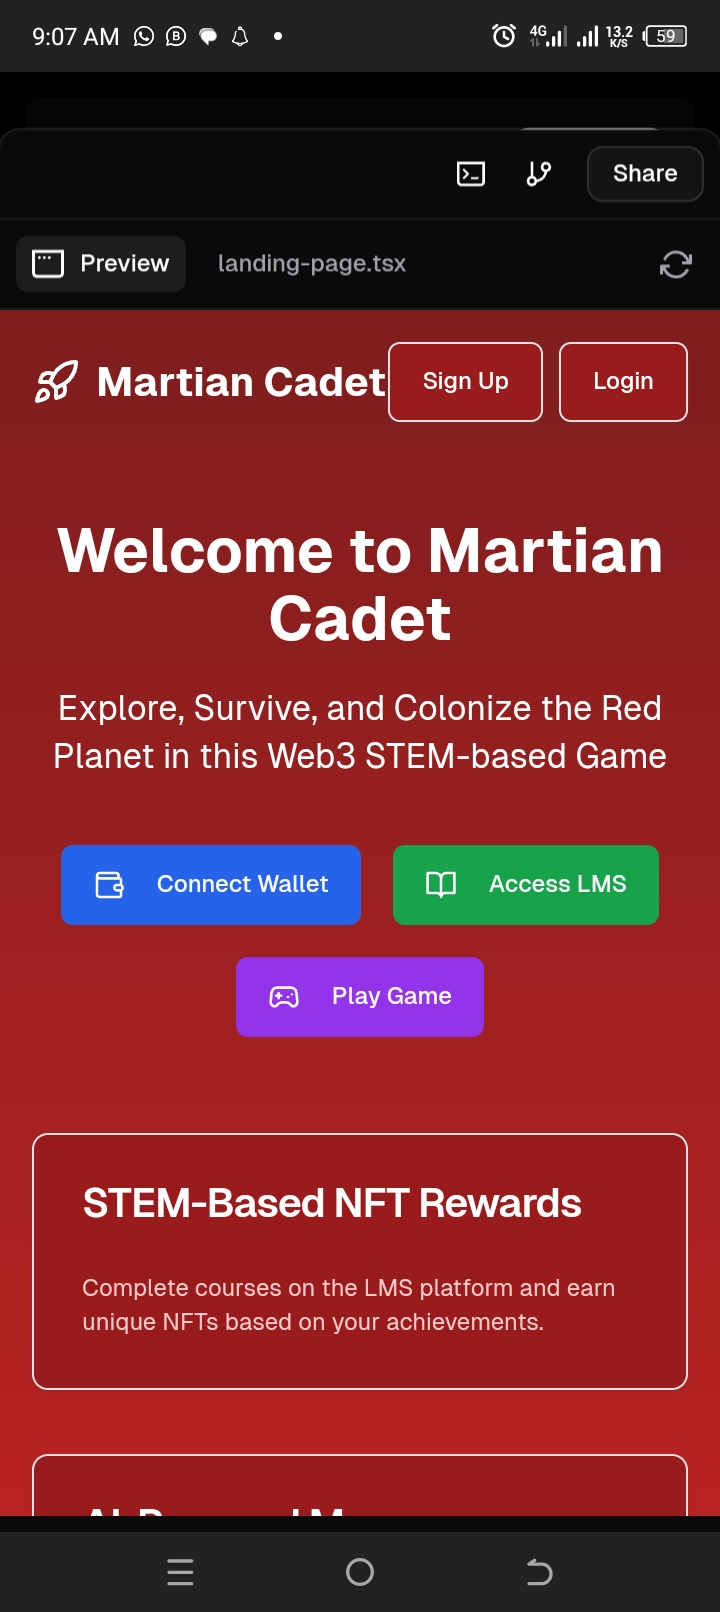 9:07 AM
B
4G
13.2
K/S
59
Share
Preview
landing-page.tsx
Martian Cadet
Sign Up
Login
Welcome to Martian
Cadet
Explore, Survive, and Colonize the Red
Planet in this Web3 STEM-based Game
Connect Wallet
Access LMS
Play Game
STEM-Based NFT Rewards
Complete courses on the LMS platform and earn
unique NFTs based on your achievements.